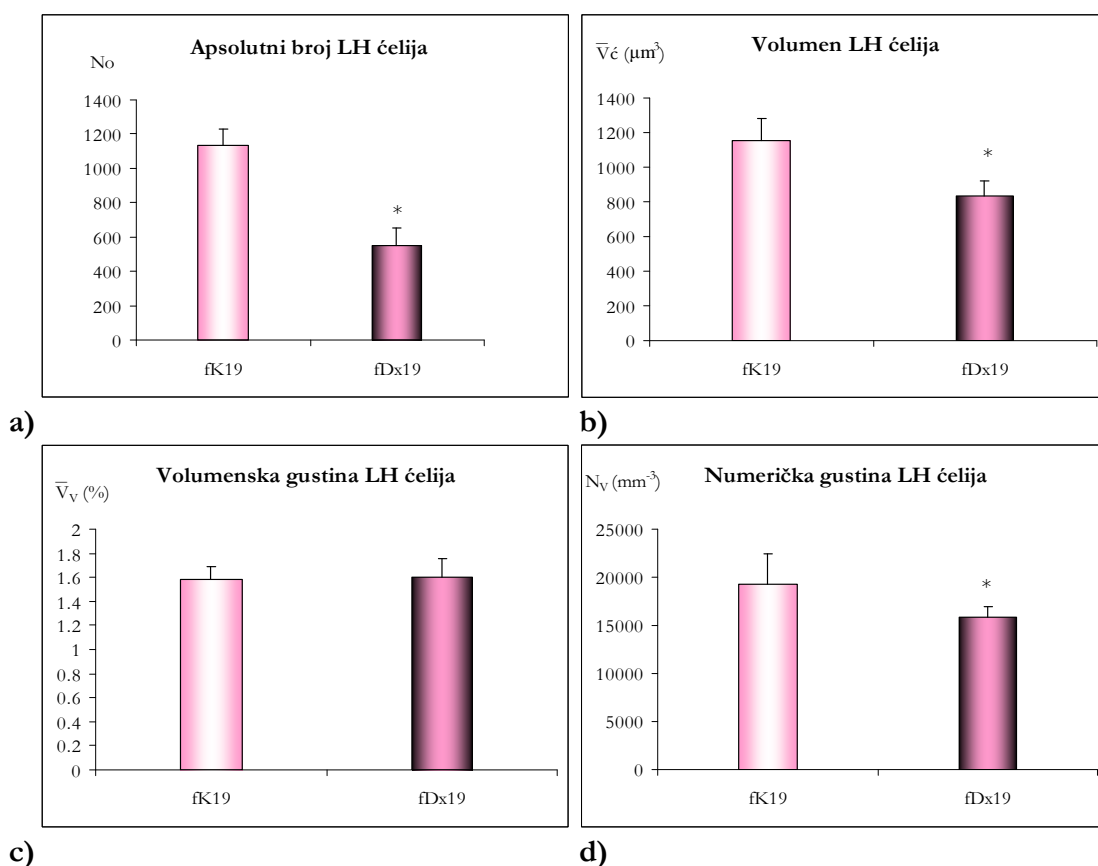 Apsolutni broj LH ćelija
No
1400
1200
1000
800
600
400
200
0
*
fK19
fDx19
a)
Volumen LH ćelija
V̅ć (µm³)
1400
1200
1000
800
600
400
200
0
*
fK19
fDx19
b)
Volumenska gustina LH ćelija
V̅ᵥ (%)
2
1.8
1.6
1.4
1.2
1
0.8
0.6
0.4
0.2
0
fK19
fDx19
c)
Numerička gustina LH ćelija
Nᵥ (mm⁻³)
25000
20000
15000
10000
5000
0
*
fK19
fDx19
d)